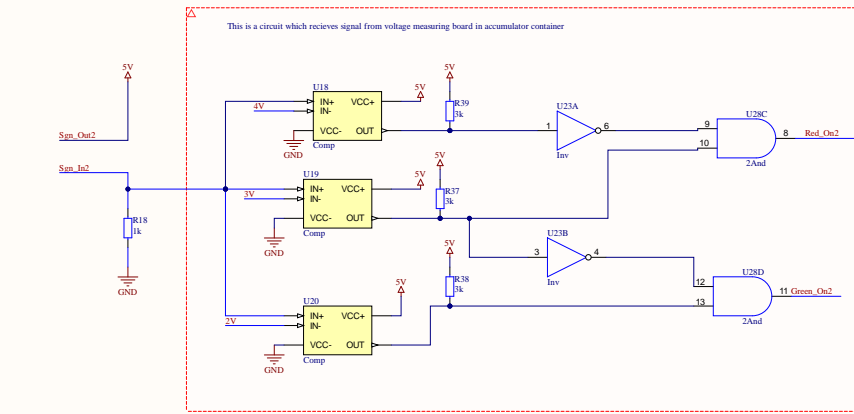 This is a circuit which recieves signal from voltage measuring board in accumulator container
5V
Sgn_Out2
Sgn_In2
R18
1k
GND
U18
4V
IN+
IN-
VCC+
VCC-
OUT
Comp
5V
GND
5V
R39
3k
U23A
1
6
Inv
U28C
9
10
8
2And
Red_On2
U19
3V
IN+
IN-
VCC+
VCC-
OUT
Comp
5V
GND
5V
R37
3k
U23B
3
4
Inv
5V
R38
3k
U28D
12
13
11
2And
Green_On2
U20
2V
IN+
IN-
VCC+
VCC-
OUT
Comp
5V
GND